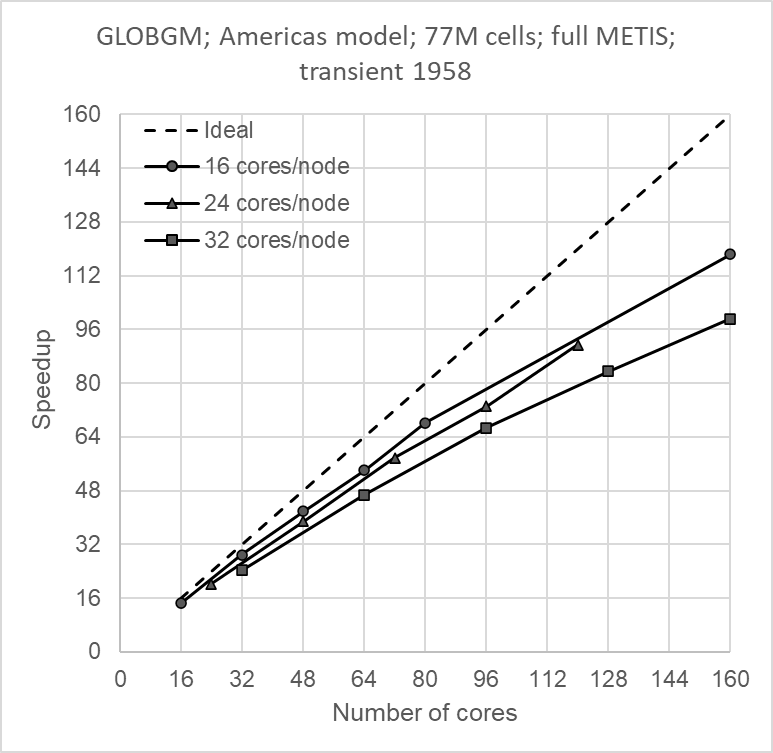 GLOBGM; Americas model; 77M cells; full METIS;
transient 1958
160
144
128
112
96
80
64
48
32
16
0
Ideal
16 cores/node
24 cores/node
32 cores/node
Speedup
0 16 32 48 64 80 96 112 128 144 160
Number of cores